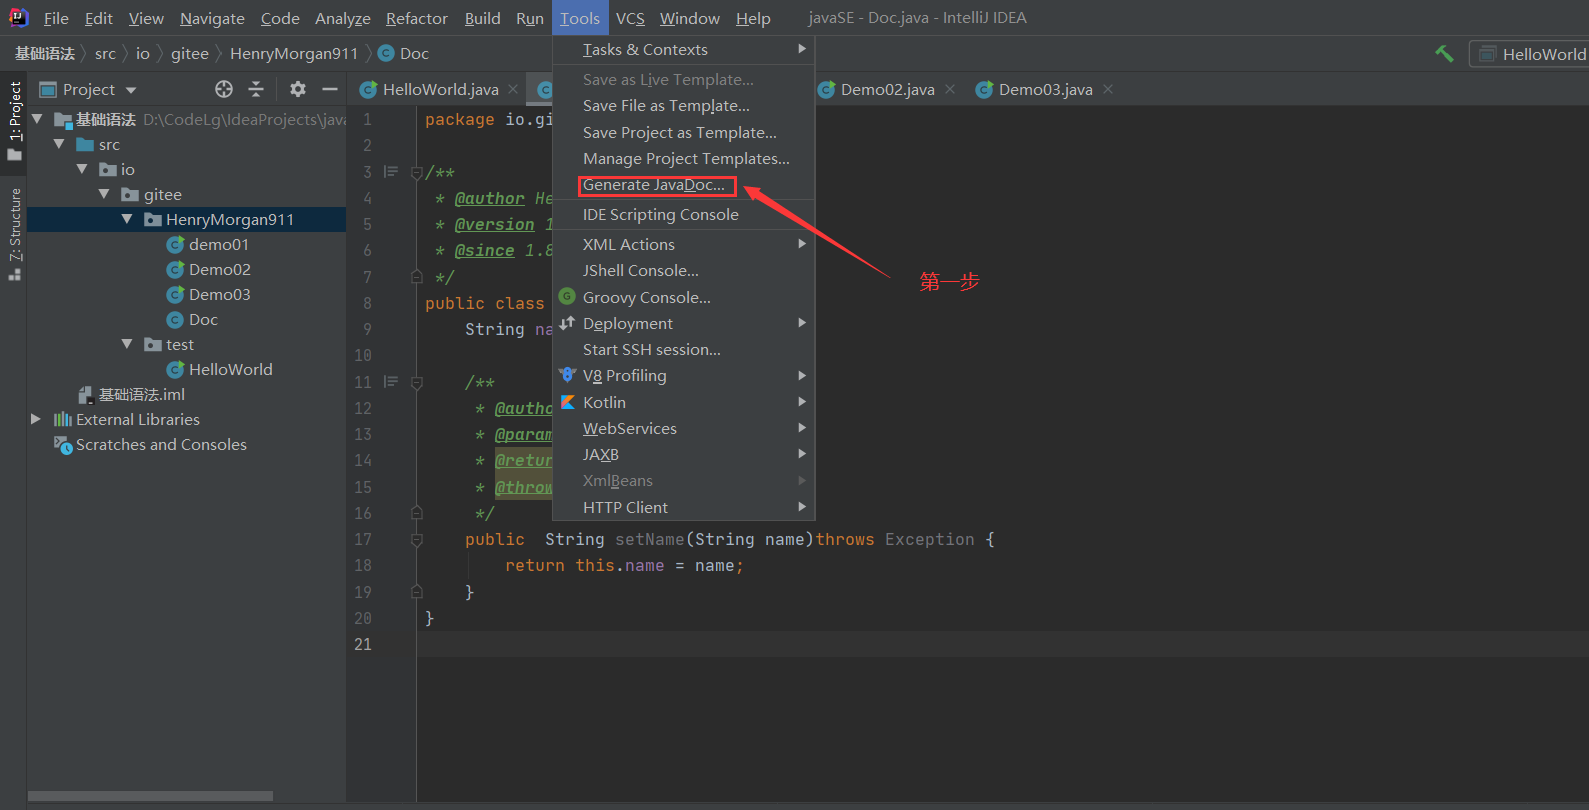 File Edit View Navigate Code Analyze Refactor Build Run Tools VCS Window Help javaSE - Doc.java - IntelliJ IDEA
基础语法 src io gitee HenryMorgan911 Doc
HelloWorld
1: Project
7: Structure
Project
基础语法 D:\CodeLg\IdeaProjects\java
src
io
gitee
HenryMorgan911
demo01
Demo02
Demo03
Doc
test
HelloWorld
基础语法.iml
External Libraries
Scratches and Consoles
HelloWorld.java Demo02.java Demo03.java
1 package io.gi
2
3 /**
4 * @author He
5 * @version 1
6 * @since 1.8
7 */
8 public class
9 String na
10
11 /**
12 * @autho
13 * @param
14 * @retur
15 * @throw
16 */
17 public String setName(String name)throws Exception {
18 return this.name = name;
19 }
20 }
21
Tasks & Contexts
Save as Live Template...
Save File as Template...
Save Project as Template...
Manage Project Templates...
Generate JavaDoc...
IDE Scripting Console
XML Actions
JShell Console...
Groovy Console...
Deployment
Start SSH session...
V8 Profiling
Kotlin
WebServices
JAXB
XmlBeans
HTTP Client
第一步